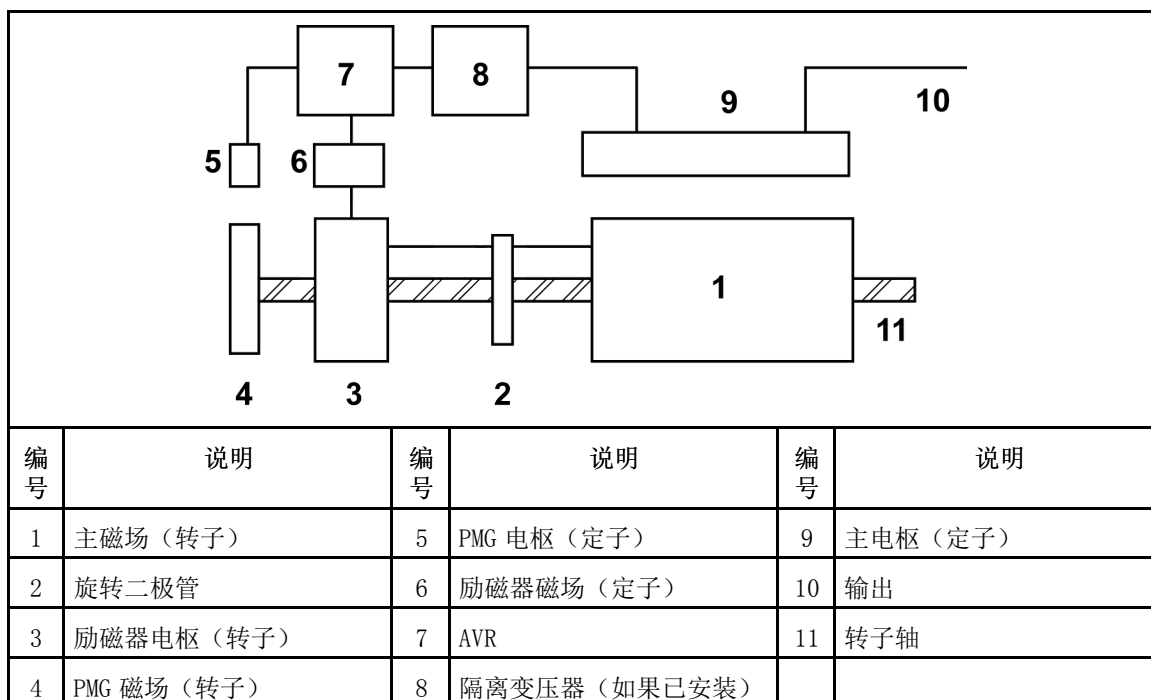 7 8
9 10
5 6
1
11
4 3 2
编号 说明 编号 说明 编号 说明
1 主磁场（转子） 5 PMG 电枢（定子） 9 主电枢（定子）
2 旋转二极管 6 励磁器磁场（定子） 10 输出
3 励磁器电枢（转子） 7 AVR 11 转子轴
4 PMG 磁场（转子） 8 隔离变压器（如果已安装）